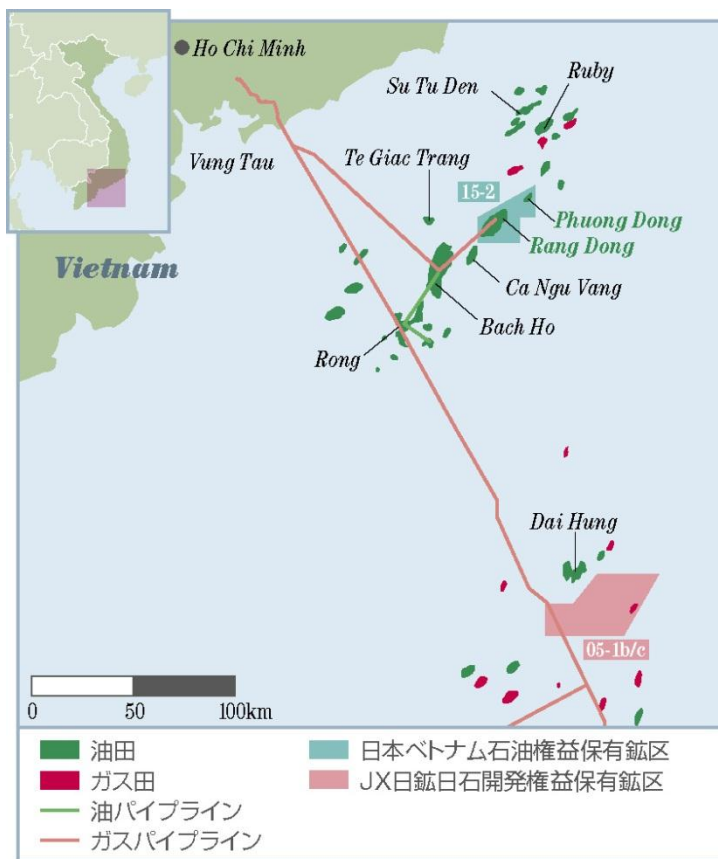 Ho Chi Minh
Su Tu Den
Ruby
Vung Tau
Te Giac Trang
15-2
Phuong Dong
Rang Dong
Vietnam
Ca Ngu Vang
Bach Ho
Rong
Dai Hung
05-1b/c
0 50 100km
油田
日本ベトナム石油権益保有鉱区
ガス田
JX日鉱日石開発権益保有鉱区
油パイプライン
ガスパイプライン